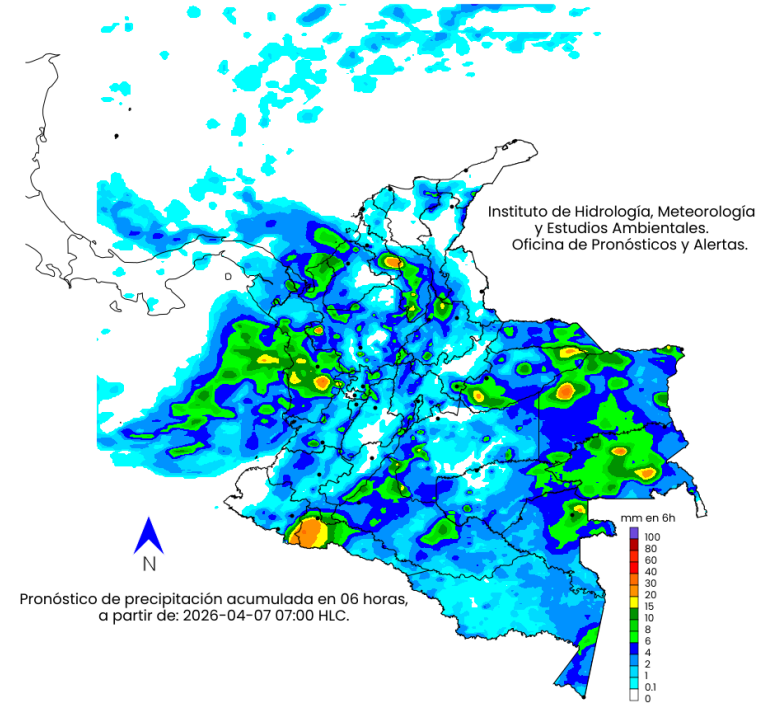 Instituto de Hidrología, Meteorología
y Estudios Ambientales.
Oficina de Pronósticos y Alertas.
mm en 6h
100
80
60
40
30
20
15
10
8
6
4
2
1
0.1
0
N
Pronóstico de precipitación acumulada en 06 horas,
a partir de: 2026-04-07 07:00 HLC.